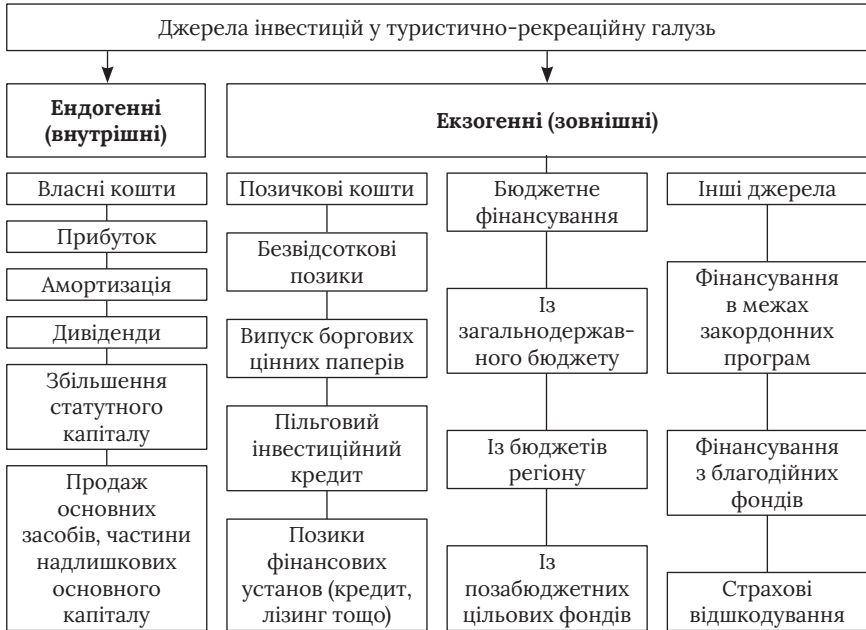 Джерела інвестицій у туристично-рекреаційну галузь
Ендогенні
(внутрішні)
Екзогенні (зовнішні)
Власні кошти
Прибуток
Амортизація
Дивіденди
Збільшення
статутного
капіталу
Продаж
основних
засобів, частини
надлишкових
основного
капіталу
Позичкові кошти
Безвідсоткові
позики
Випуск боргових
цінних паперів
Пільговий
інвестиційний
кредит
Позики
фінансових
установ (кредит,
лізинг тощо)
Бюджетне
фінансування
Із
загальнодержав-
ного бюджету
Із бюджетів
регіону
Із
позабюджетних
цільових фондів
Інші джерела
Фінансування
в межах
закордонних
програм
Фінансування
з благодійних
фондів
Страхові
відшкодування